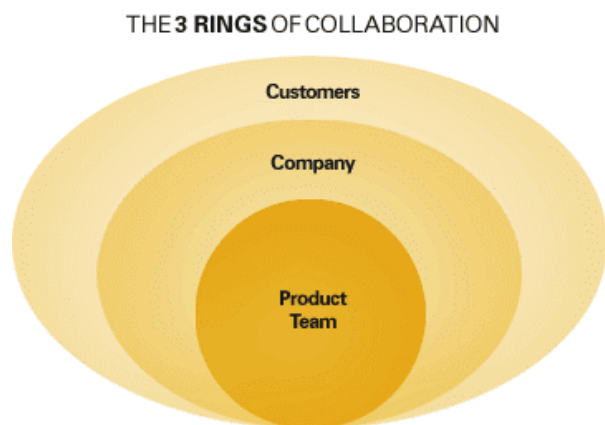 THE 3 RINGS OF COLLABORATION
Customers
Company
Product
Team